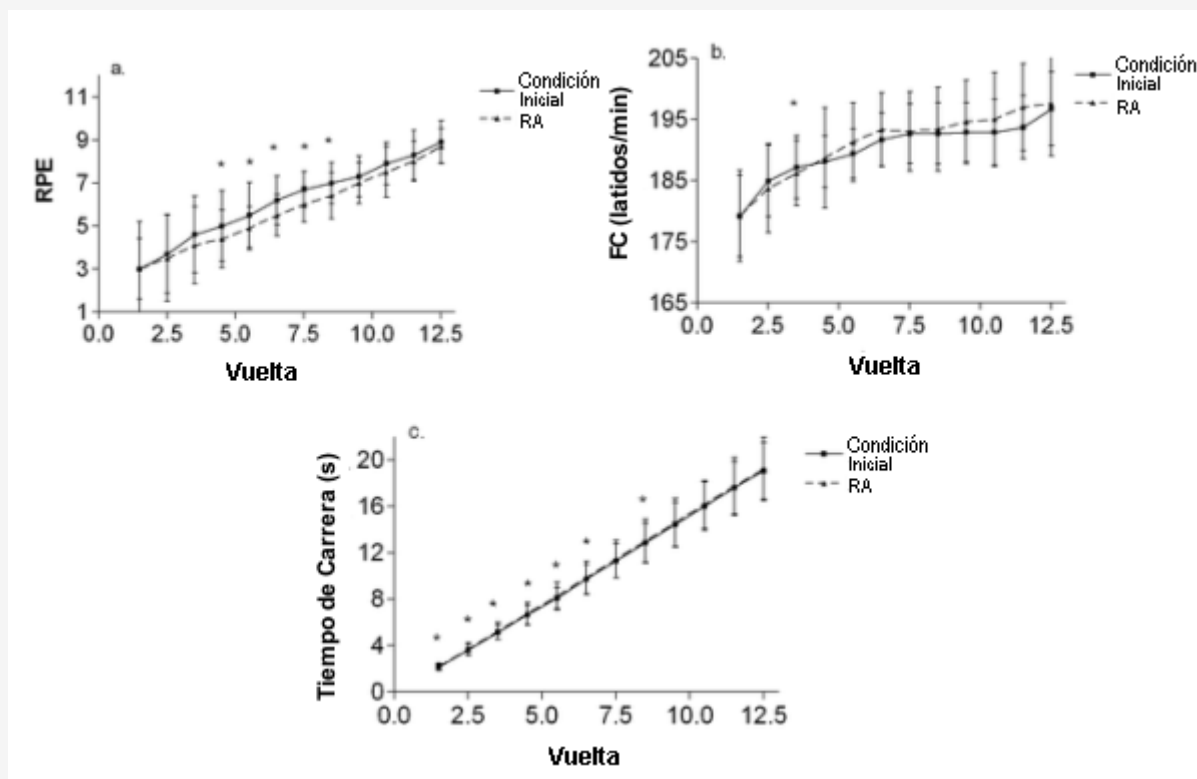 a.
11
9
7
5
3
1
RPE
* * * * *
0.0 2.5 5.0 7.5 10.0 12.5
Vuelta
Condición
Inicial
RA
b.
205
195
185
175
165
FC (latidos/min)
*
0.0 2.5 5.0 7.5 10.0 12.5
Vuelta
Condición
Inicial
RA
c.
20
16
12
8
4
0
Tiempo de Carrera (s)
* * * * * * *
0.0 2.5 5.0 7.5 10.0 12.5
Vuelta
Condición
Inicial
RA